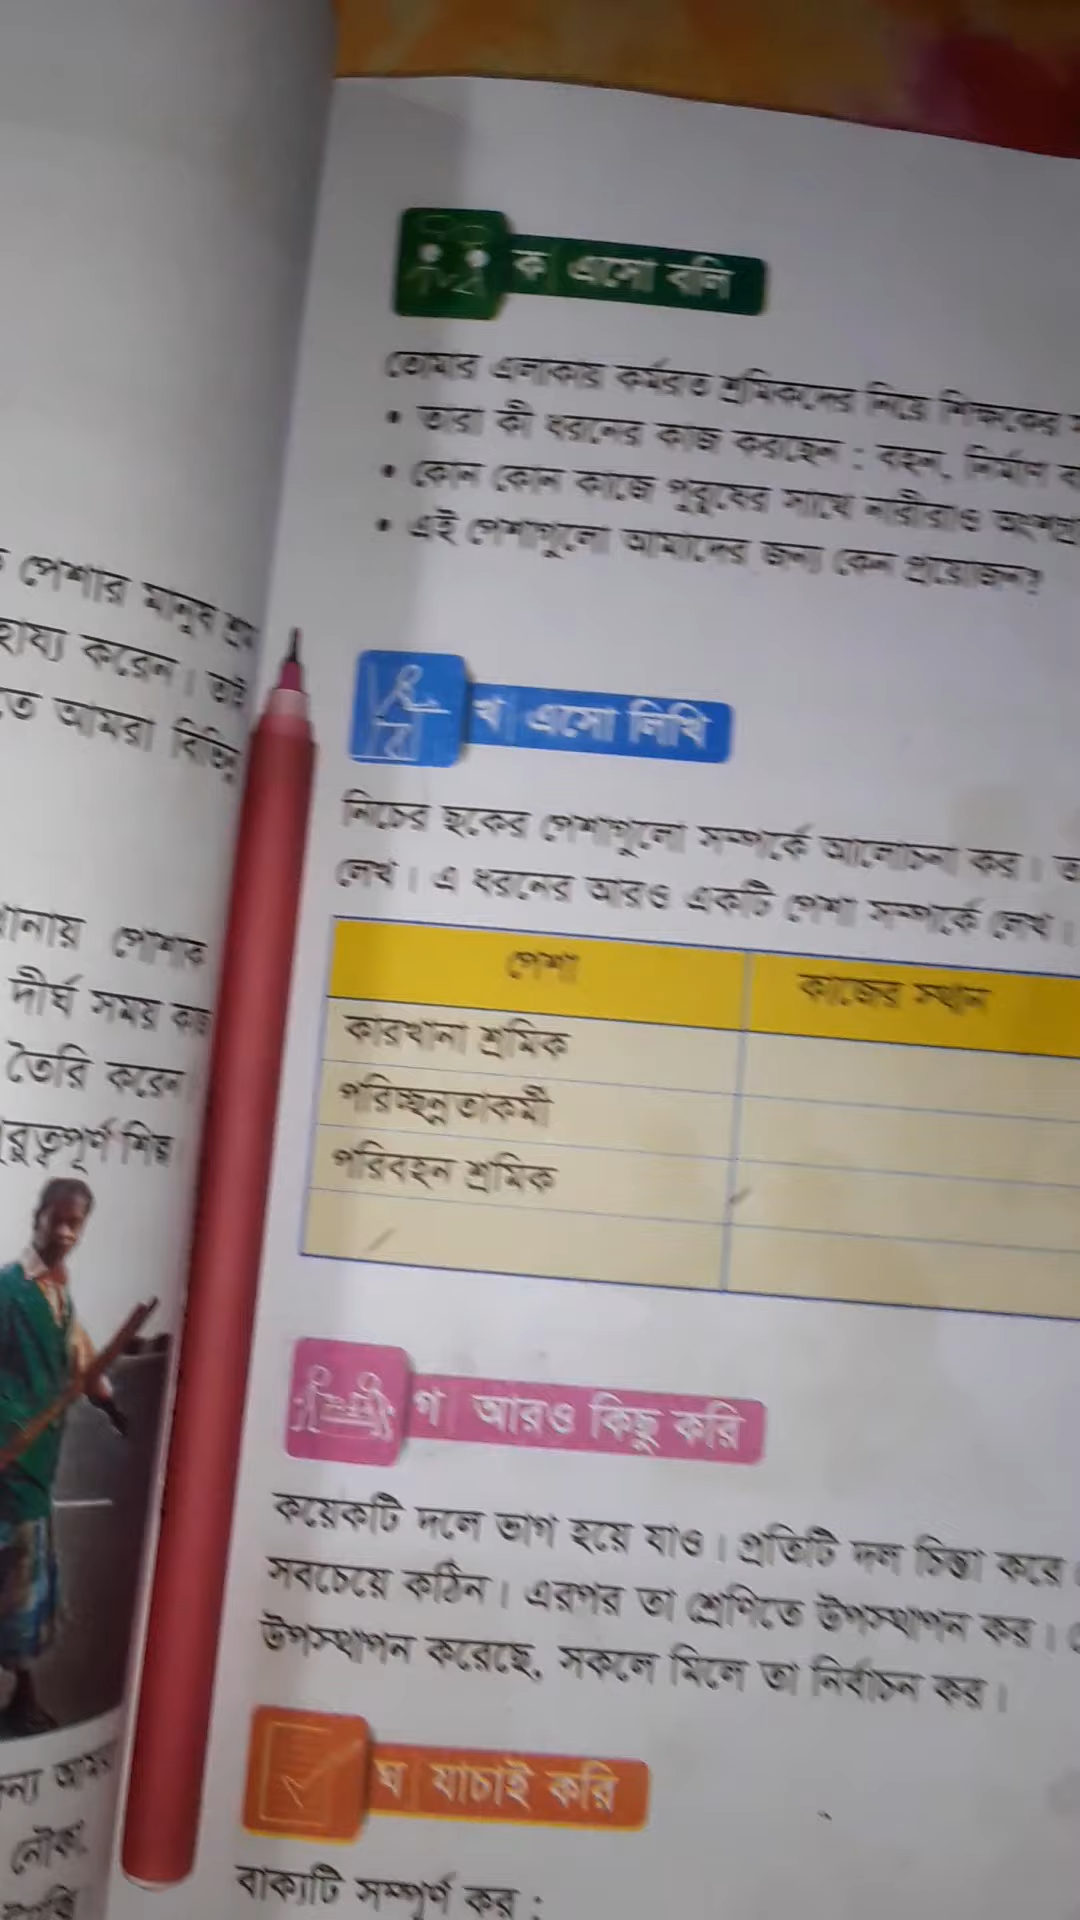 পেশার মানুষ
করেন। তাই
আমরা
পোশাক
দীর্ঘ সময় কাজ
তৈরি করেন
নৌকা,
ক এসো বলি
তোমার এলাকায় কর্মরত শ্রমিকদের নিয়ে শিক্ষকের
• তারা কী ধরনের কাজ করছেন : বহন, নির্মাণ
• কোন কোন কাজে পুরুষের সাথে নারীরাও
• এই পেশাগুলো আমাদের জন্য কেন প্রয়োজন?
খ এসো লিখি
নিচের ছকের পেশাগুলো সম্পর্কে আলোচনা কর।
লেখ। এ ধরনের আরও একটি পেশা সম্পর্কে লেখ।
পেশা কাজের স্থান
কারখানা শ্রমিক
পরিচ্ছন্নতাকর্মী
পরিবহন শ্রমিক
গ আরও কিছু করি
কয়েকটি দলে ভাগ হয়ে যাও। প্রতিটি দল চিন্তা করে
সবচেয়ে কঠিন। এরপর তা শ্রেণিতে উপস্থাপন কর।
উপস্থাপন করেছে, সকলে মিলে তা নির্বাচন কর।
ঘ যাচাই করি
বাক্যটি সম্পূর্ণ কর :